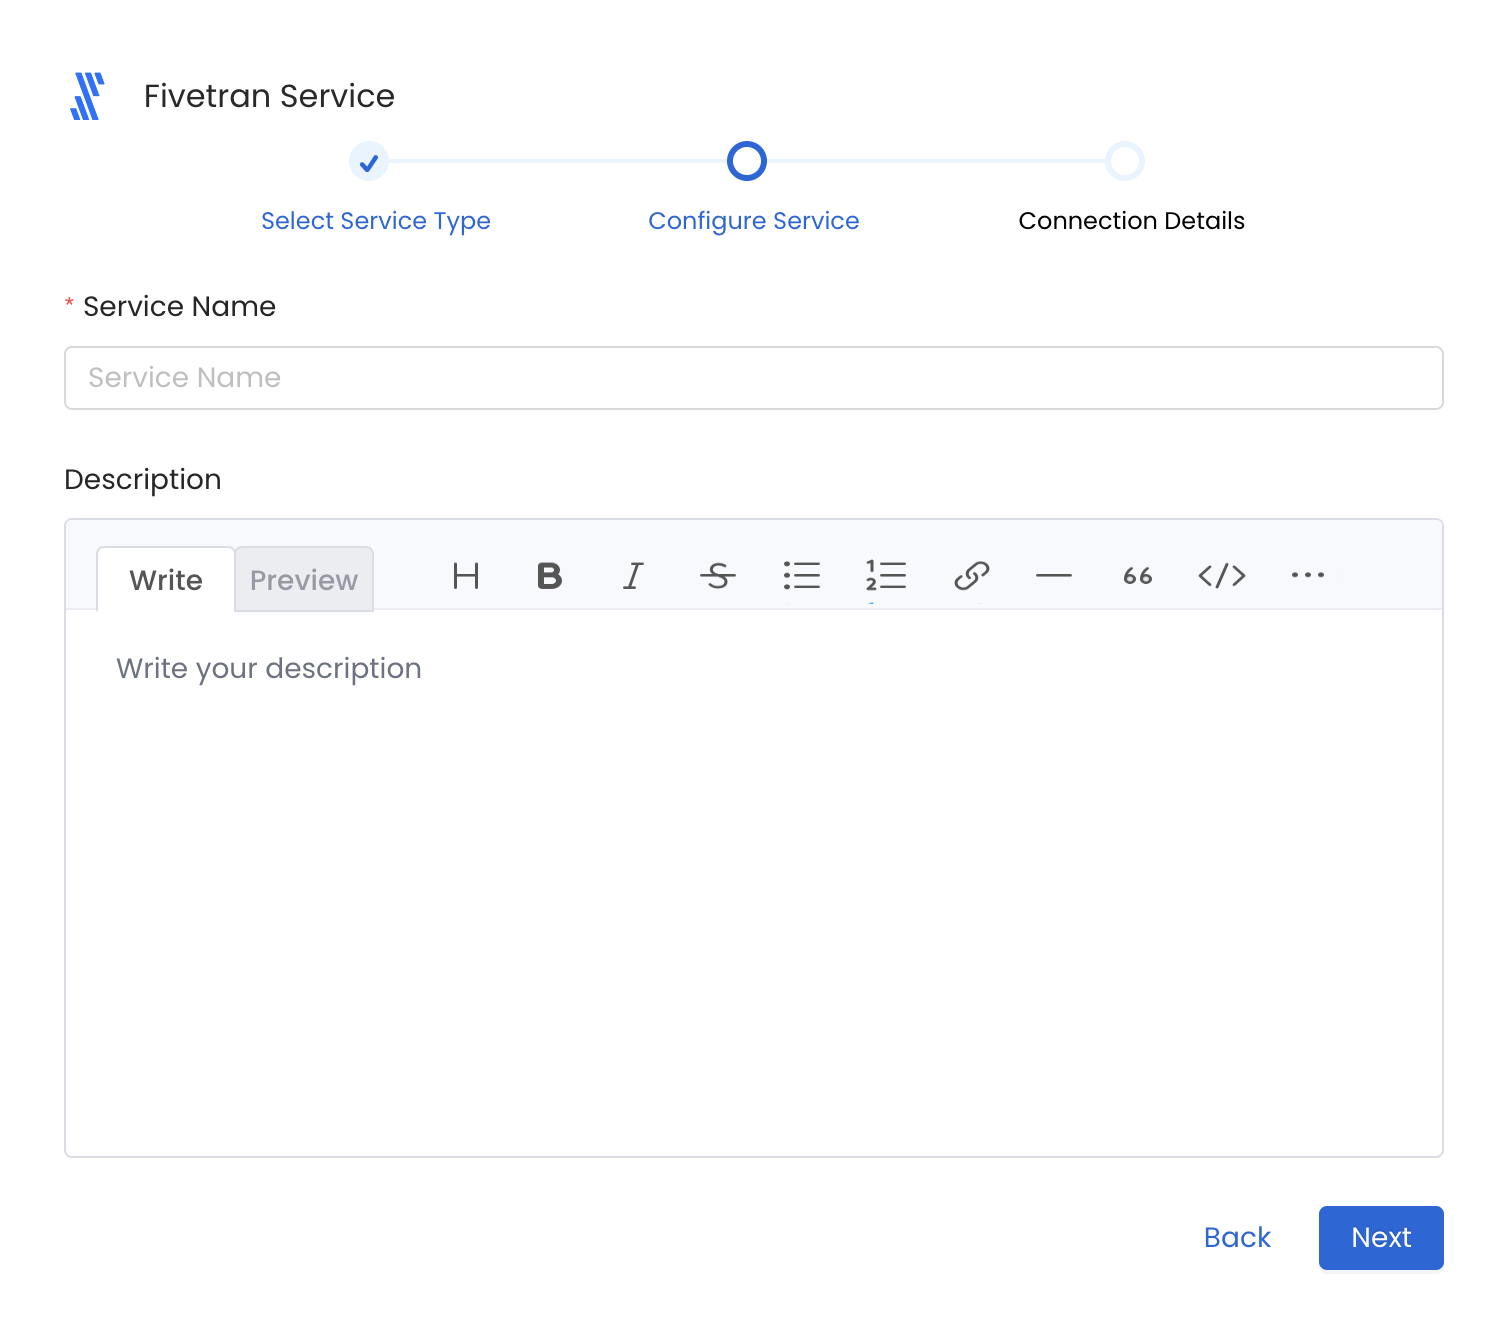 Fivetran Service
Select Service Type
Configure Service
Connection Details
* Service Name
Service Name
Description
Write
Preview
Write your description
Back
Next